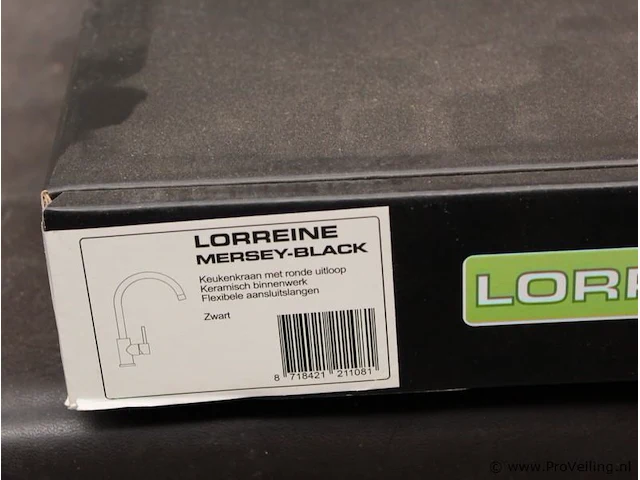 LORREINE
MERSEY-BLACK
Keukenkraan met ronde uitloop
Keramisch binnenwerk
Flexibele aansluitslangen
Zwart
8 718421 211081
LORR
© www.ProVeiling.nl